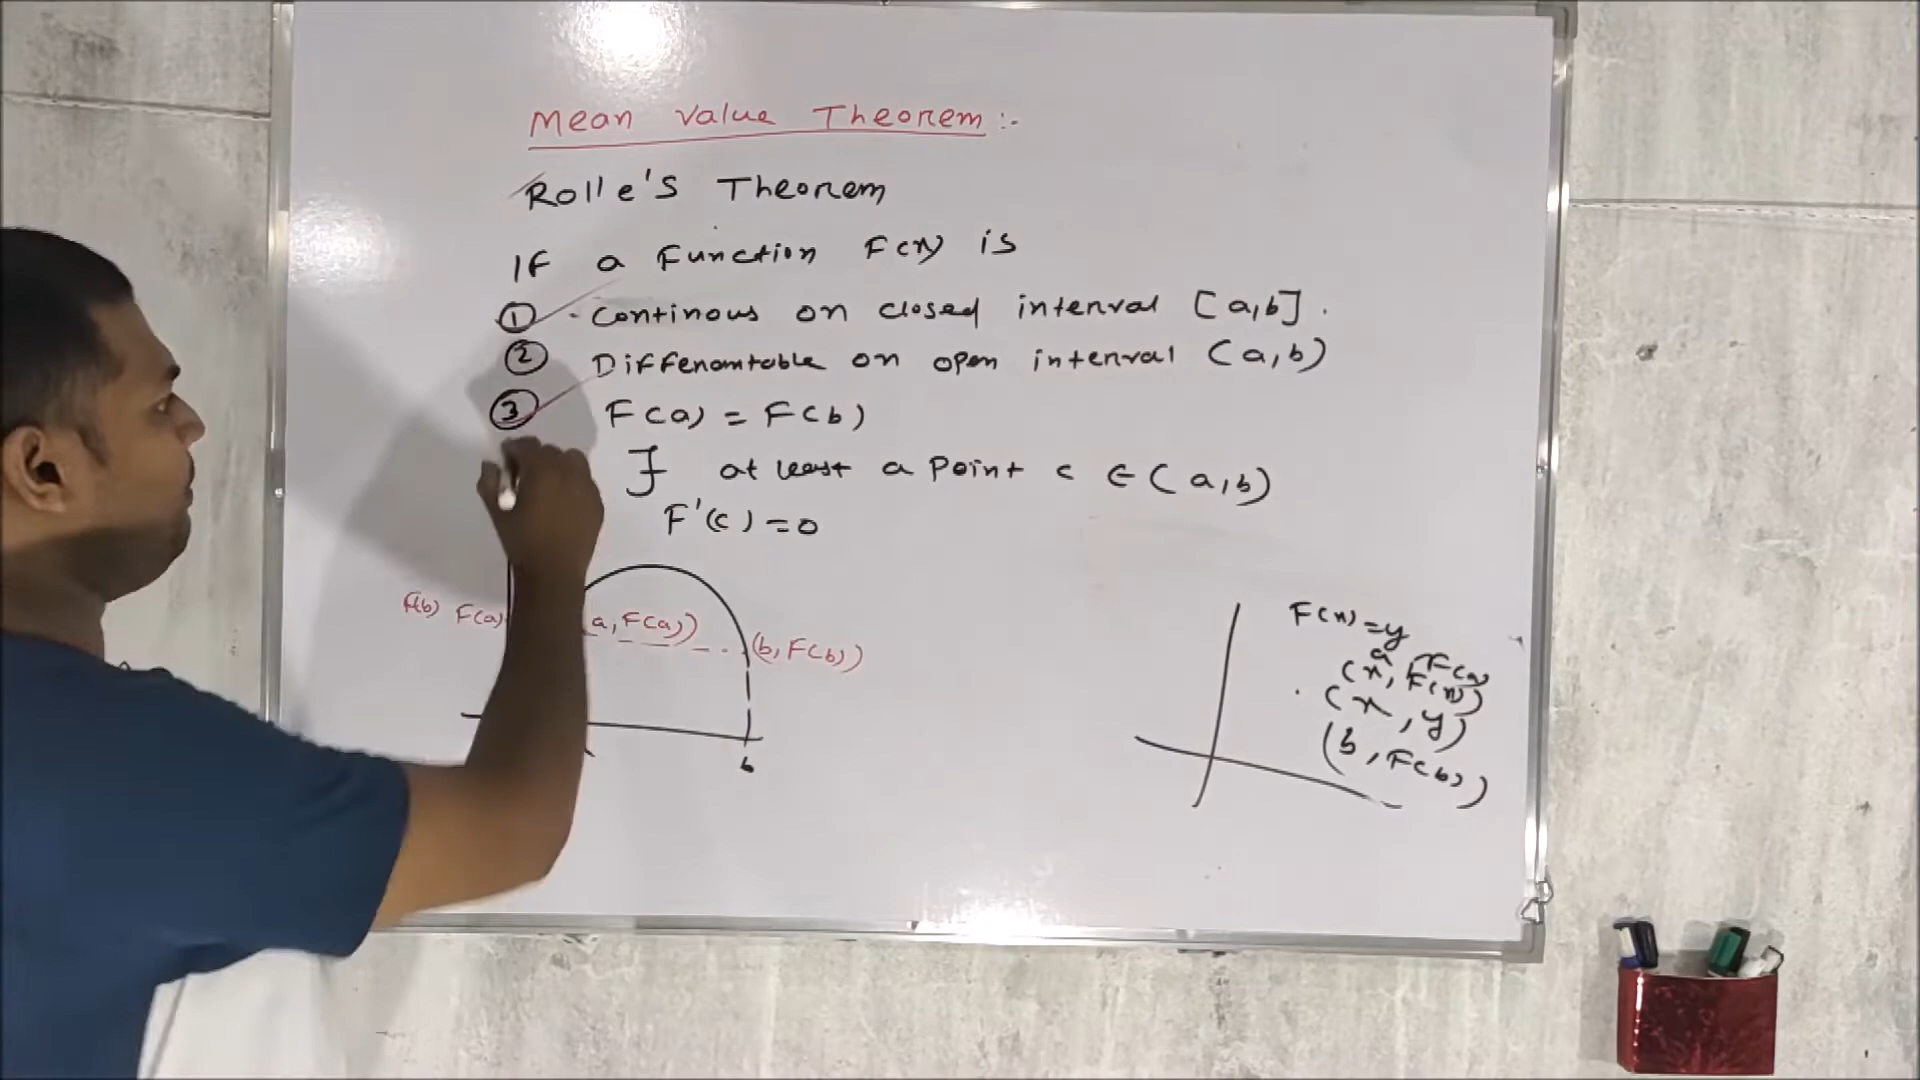 Mean Value Theorem :-
Rolle's Theorem
If a Function F(x) is
① Continous on closed interval [a,b].
② Differentable on open interval (a,b)
③ F(a) = F(b)
∃ at least a Point c ∈ (a,b)
F'(c) = 0
F(b) F(a) (a, F(a)) (b, F(b))
b
F(x) = y
a F(a)
(x, F(x))
(x, y)
(b, F(b))